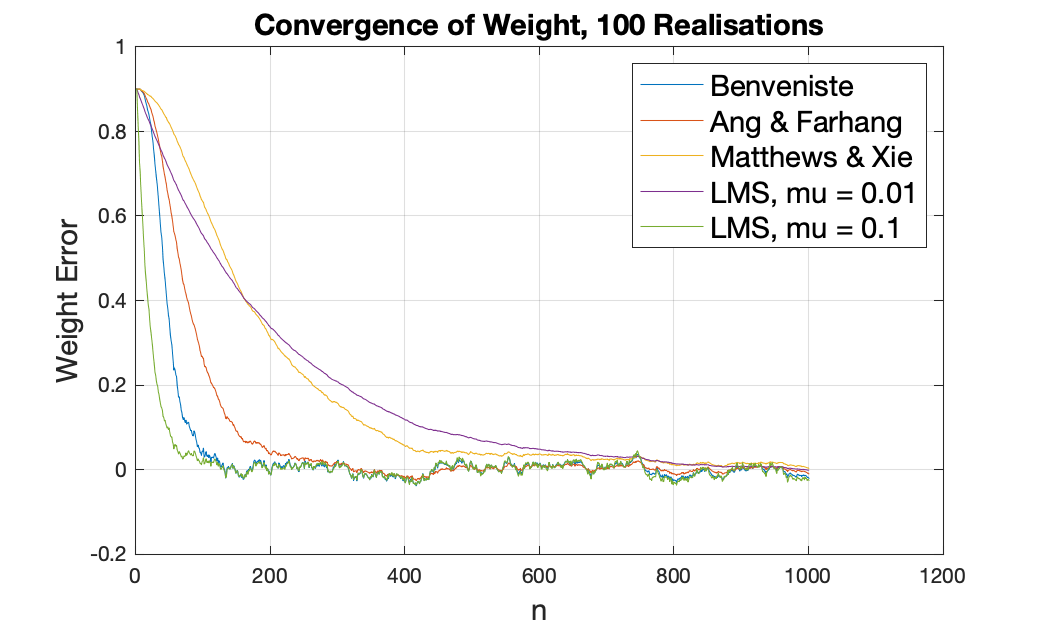 Convergence of Weight, 100 Realisations
1
0.8
0.6
0.4
0.2
0
-0.2
Weight Error
Benveniste
Ang & Farhang
Matthews & Xie
LMS, mu = 0.01
LMS, mu = 0.1
0 200 400 600 800 1000 1200
n